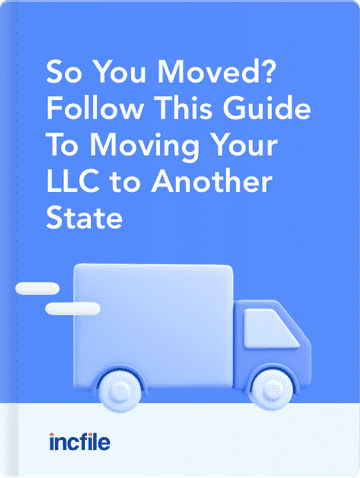 So You Moved?
Follow This Guide
To Moving Your
LLC to Another
State
incfile